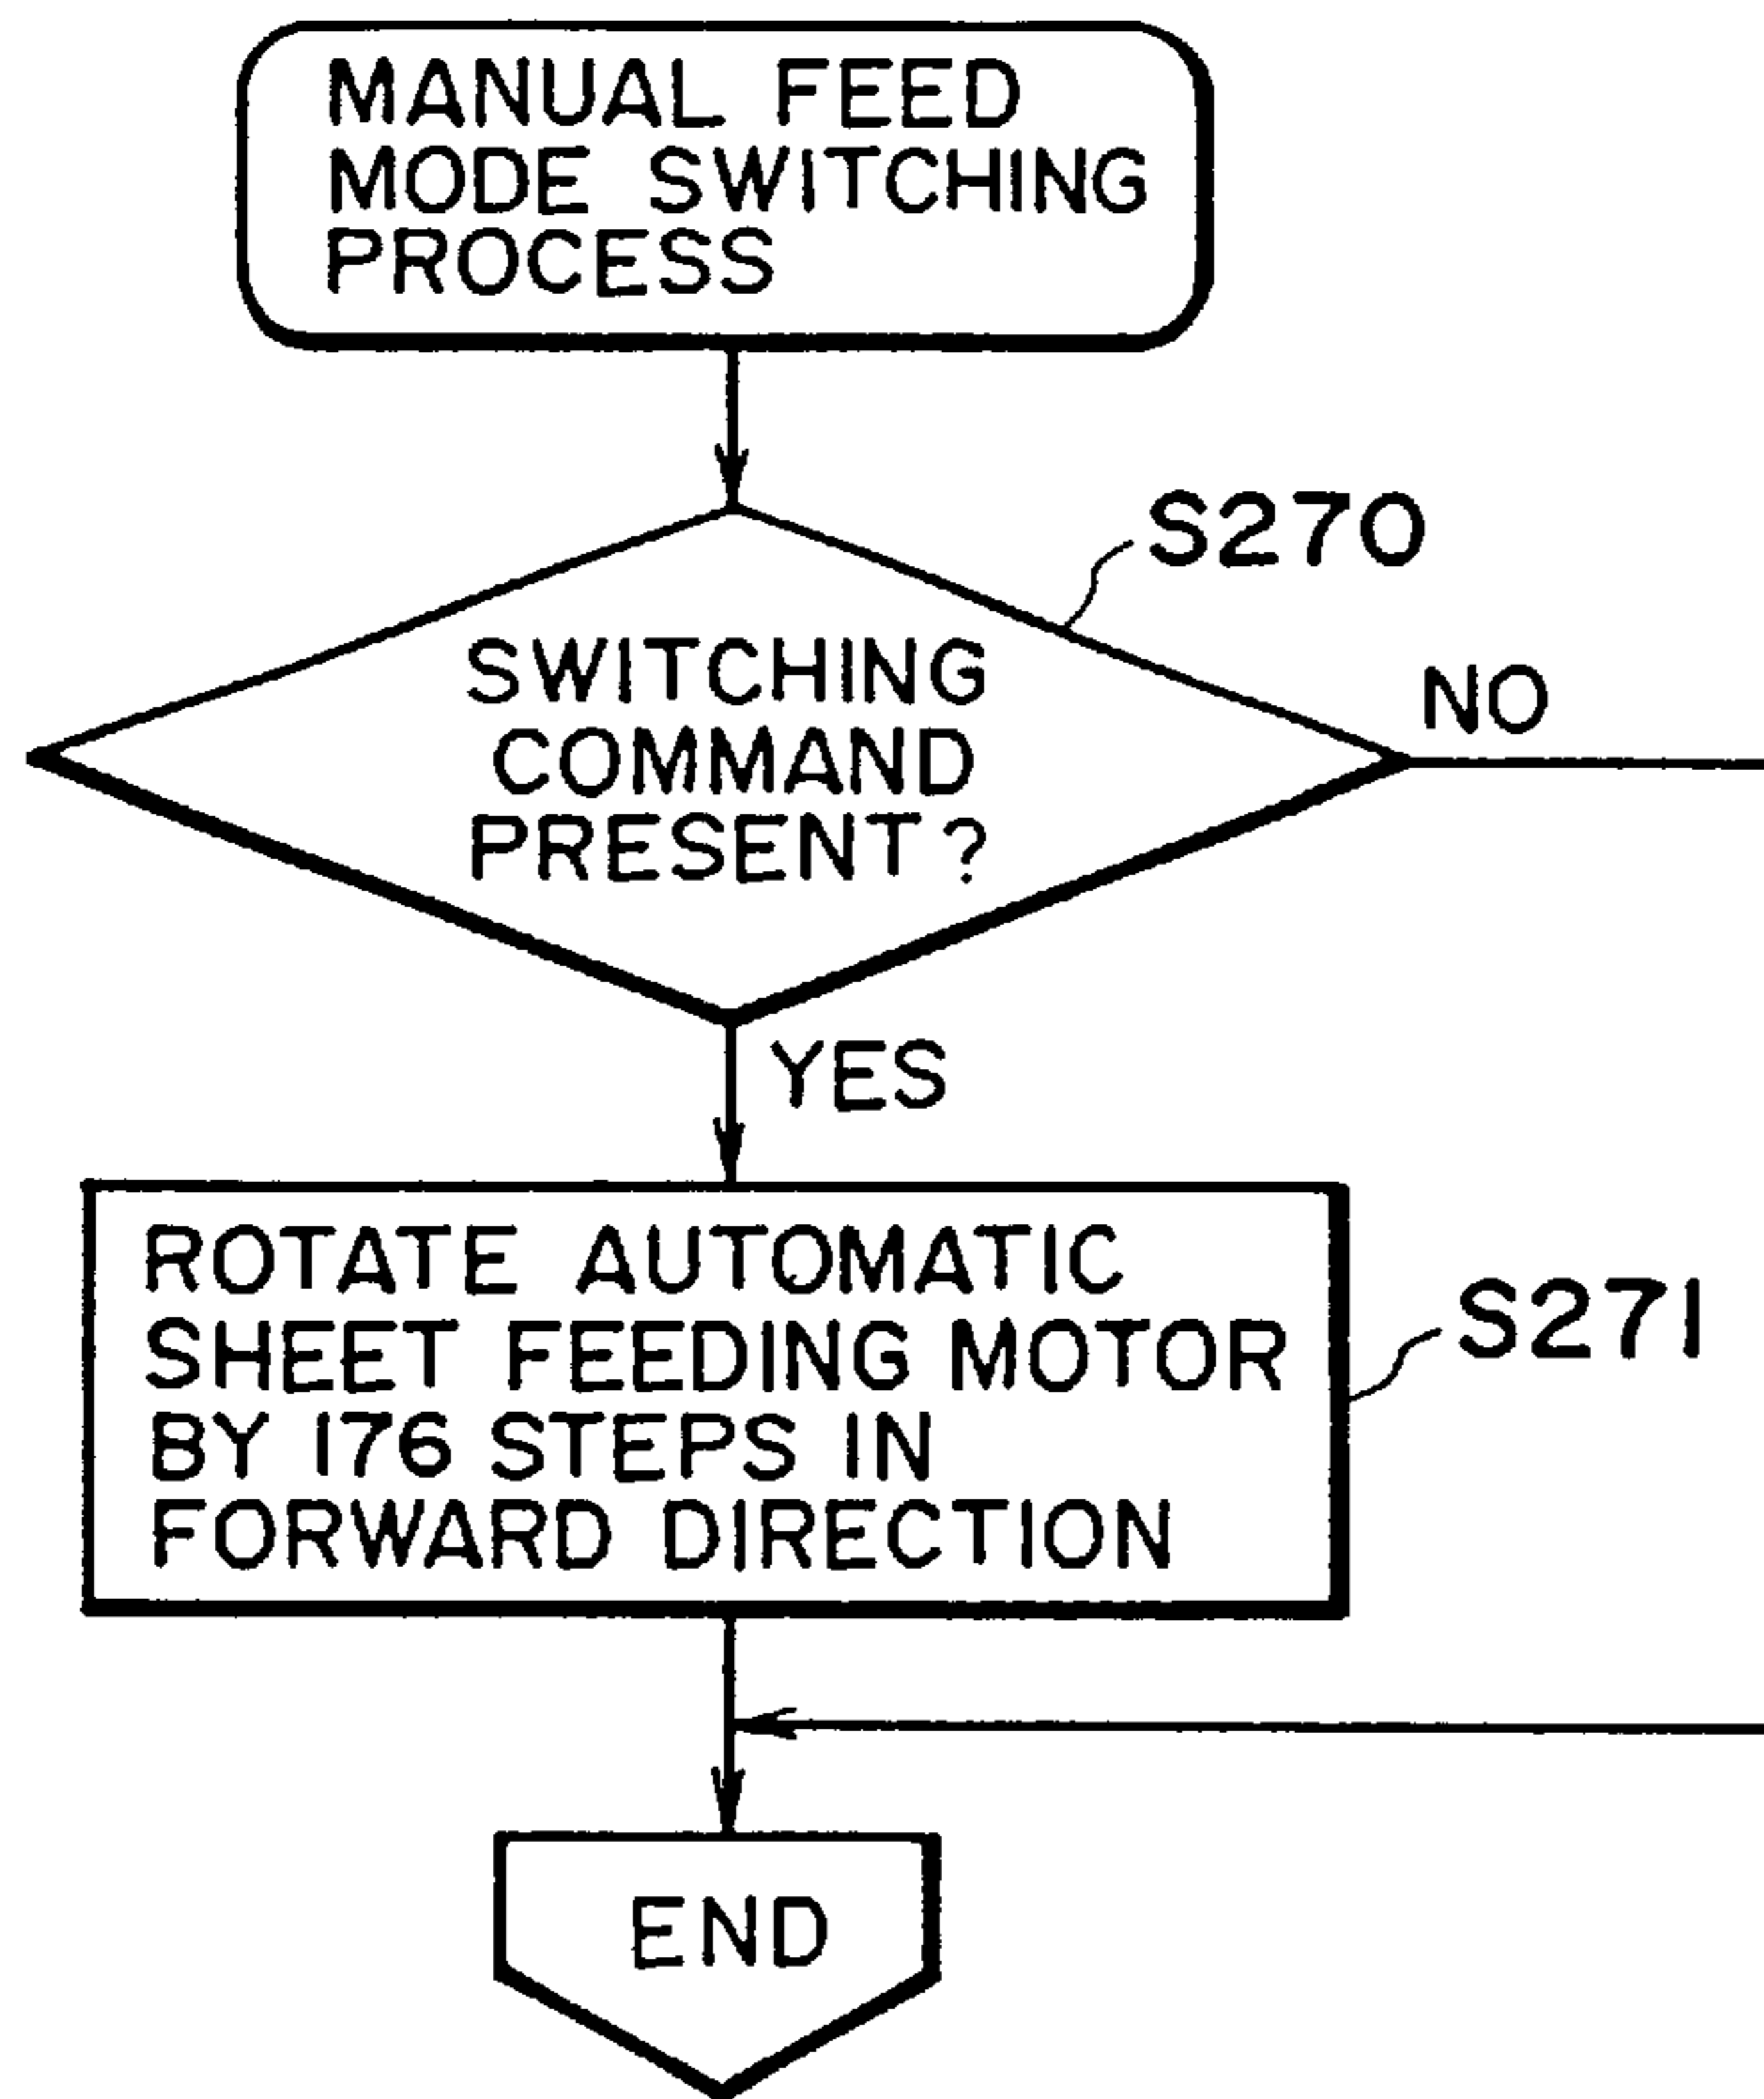 MANUAL FEED
MODE SWITCHING
PROCESS
S270
SWITCHING
COMMAND
PRESENT?
NO
YES
ROTATE AUTOMATIC
SHEET FEEDING MOTOR
BY 176 STEPS IN
FORWARD DIRECTION
S271
END